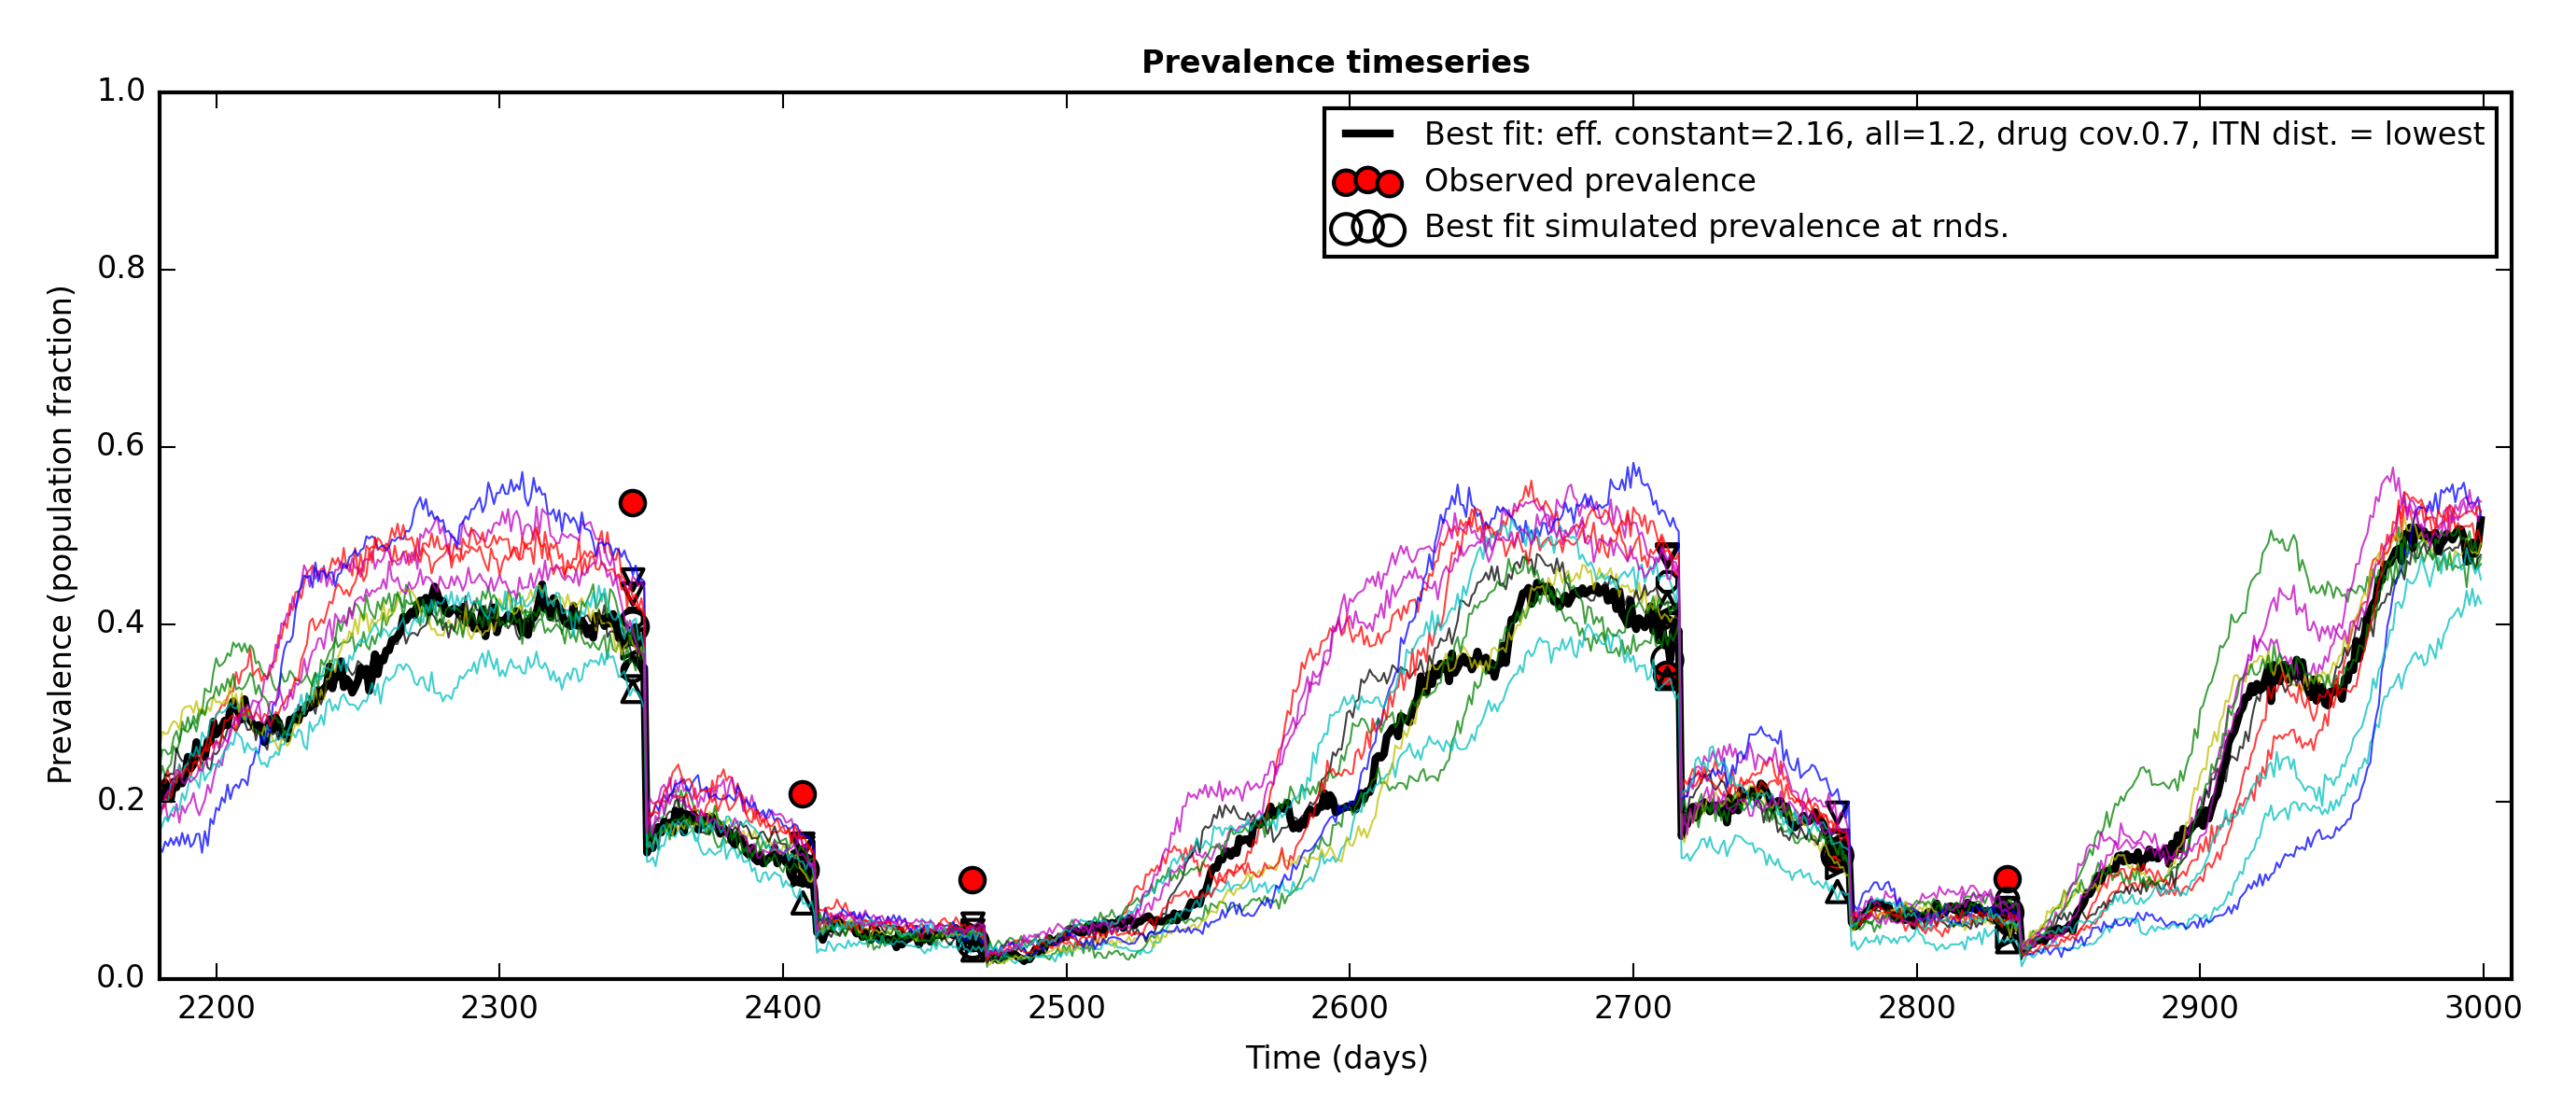 Prevalence timeseries
Best fit: eff. constant=2.16, all=1.2, drug cov.0.7, ITN dist. = lowest
Observed prevalence
Best fit simulated prevalence at rnds.
Prevalence (population fraction)
1.0
0.8
0.6
0.4
0.2
0.0
2200 2300 2400 2500 2600 2700 2800 2900 3000
Time (days)